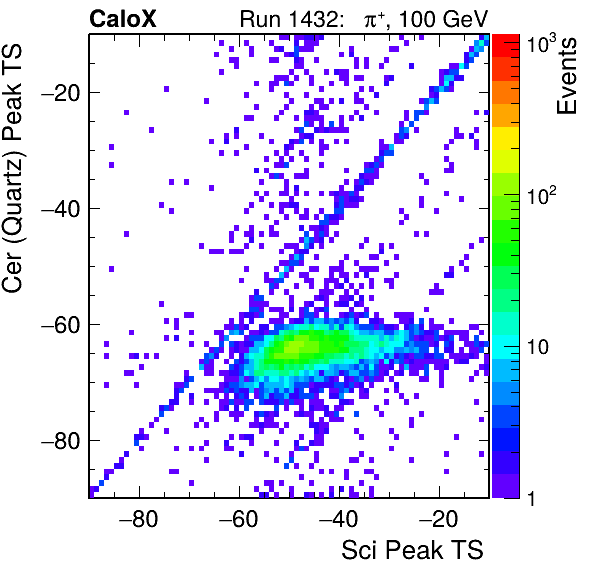 CaloX Run 1432: π+, 100 GeV
Cer (Quartz) Peak TS
−20
−40
−60
−80
−80 −60 −40 −20
Sci Peak TS
Events
10³
10²
10
1